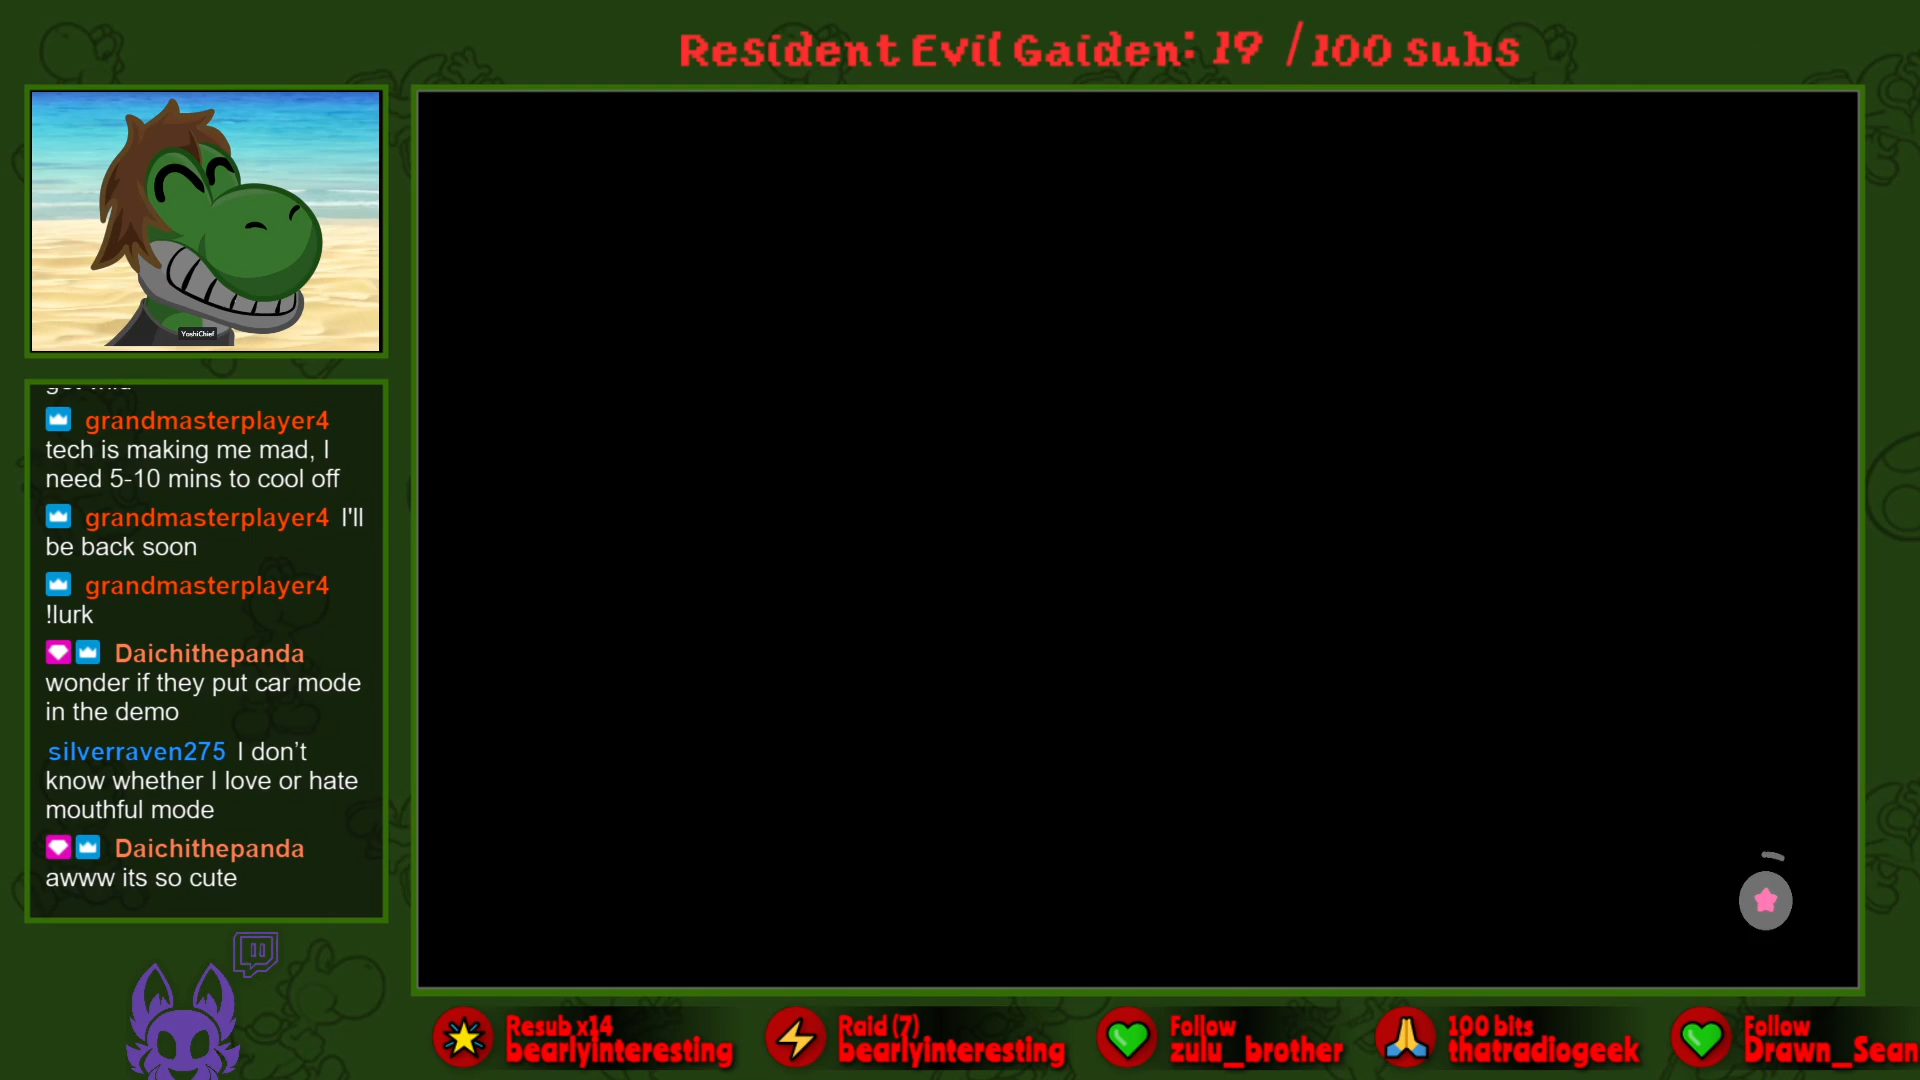 Resident Evil Gaiden: 19 /100 subs
YoshiChief
grandmasterplayer4
tech is making me mad, I
need 5-10 mins to cool off
grandmasterplayer4 I'll
be back soon
grandmasterplayer4
!lurk
Daichithepanda
wonder if they put car mode
in the demo
silverraven275 I don’t
know whether I love or hate
mouthful mode
Daichithepanda
awww its so cute
Resub x14
bearlyinteresting
Raid (7)
bearlyinteresting
Follow
zulu__brother
100 bits
thatradiogeek
Follow
Drawn__Sean